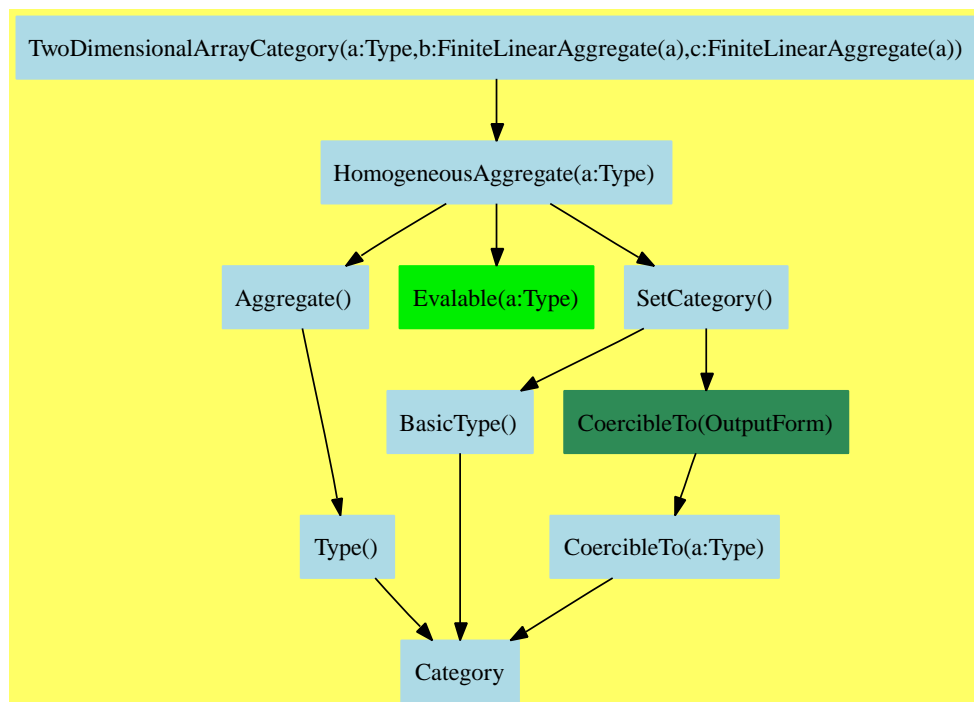 TwoDimensionalArrayCategory(a:Type,b:FiniteLinearAggregate(a),c:FiniteLinearAggregate(a))
HomogeneousAggregate(a:Type)
Aggregate()
Evalable(a:Type)
SetCategory()
BasicType()
CoercibleTo(OutputForm)
Type()
CoercibleTo(a:Type)
Category